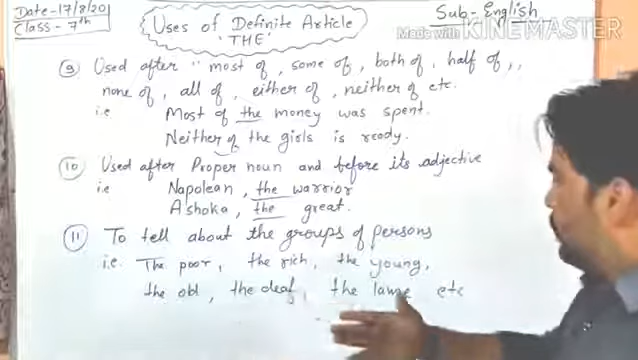 Date-17/8/20
Class-7th
Uses of Definite Article
'THE'
Sub-English
Made with KINEMASTER
9 Used after " most of, some of, both of, half of,,
none of, all of, either of, neither of etc.
i.e Most of the money was spent.
Neither of the girls is ready.
10 Used after Proper noun and before its adjective
i.e Napolean, the warrior
Ashoka, the great.
11 To tell about the groups of persons
i.e. The poor, the rich, the young,
the old, the deaf, the lame etc